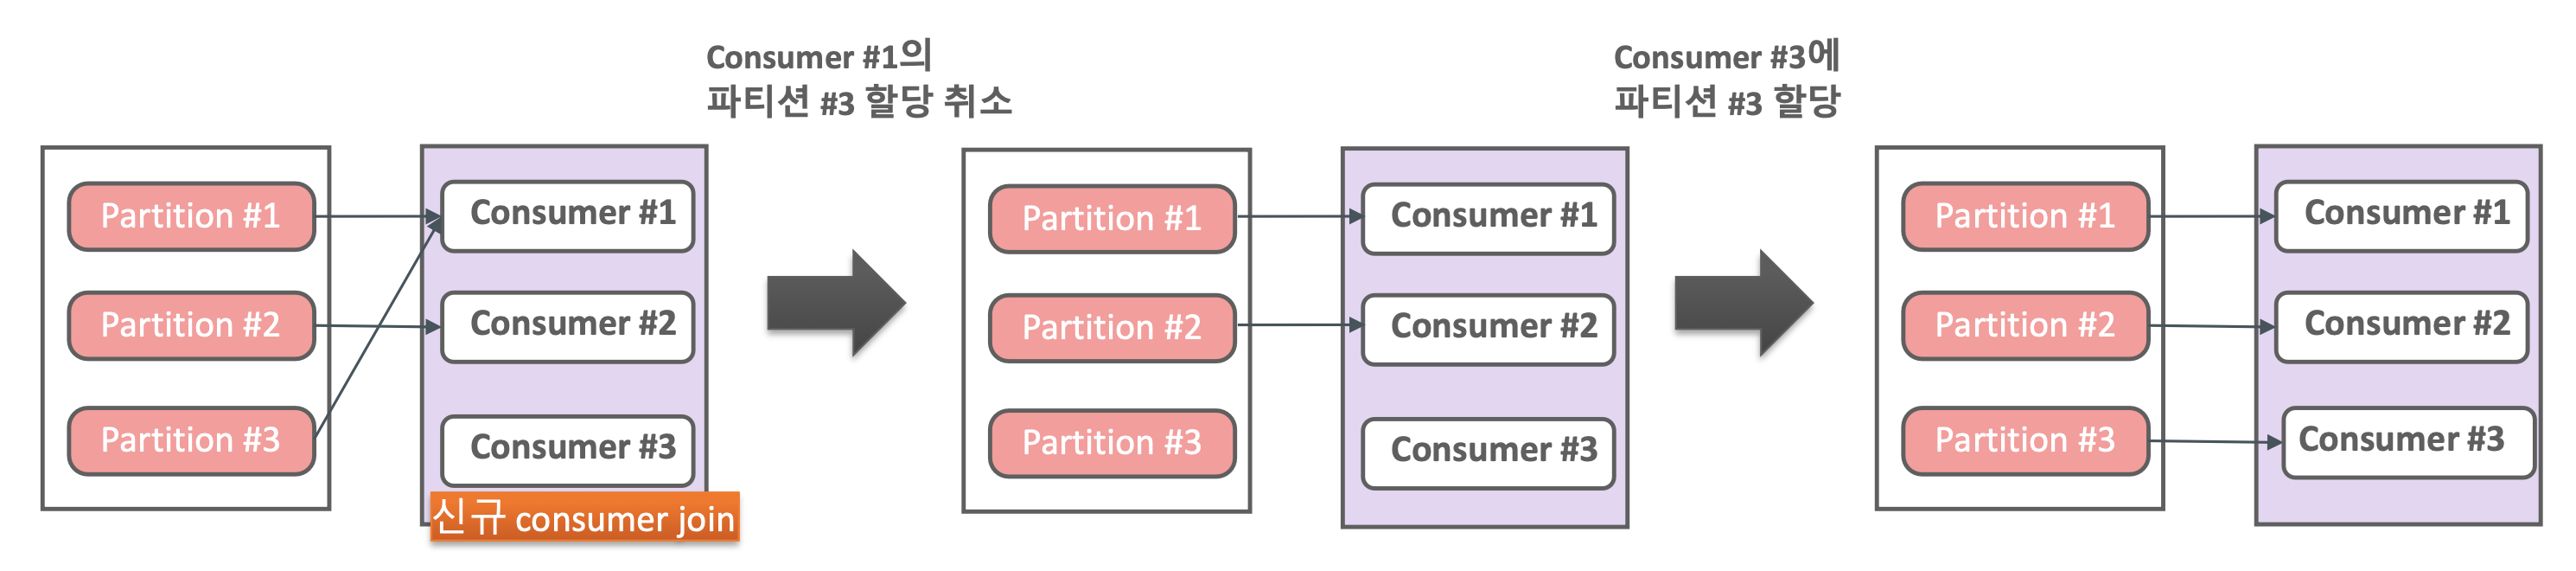 Consumer #1의
파티션 #3 할당 취소
Consumer #3에
파티션 #3 할당
Partition #1
Partition #2
Partition #3
Consumer #1
Consumer #2
Consumer #3
신규 consumer join
Partition #1
Partition #2
Partition #3
Consumer #1
Consumer #2
Consumer #3
Partition #1
Partition #2
Partition #3
Consumer #1
Consumer #2
Consumer #3